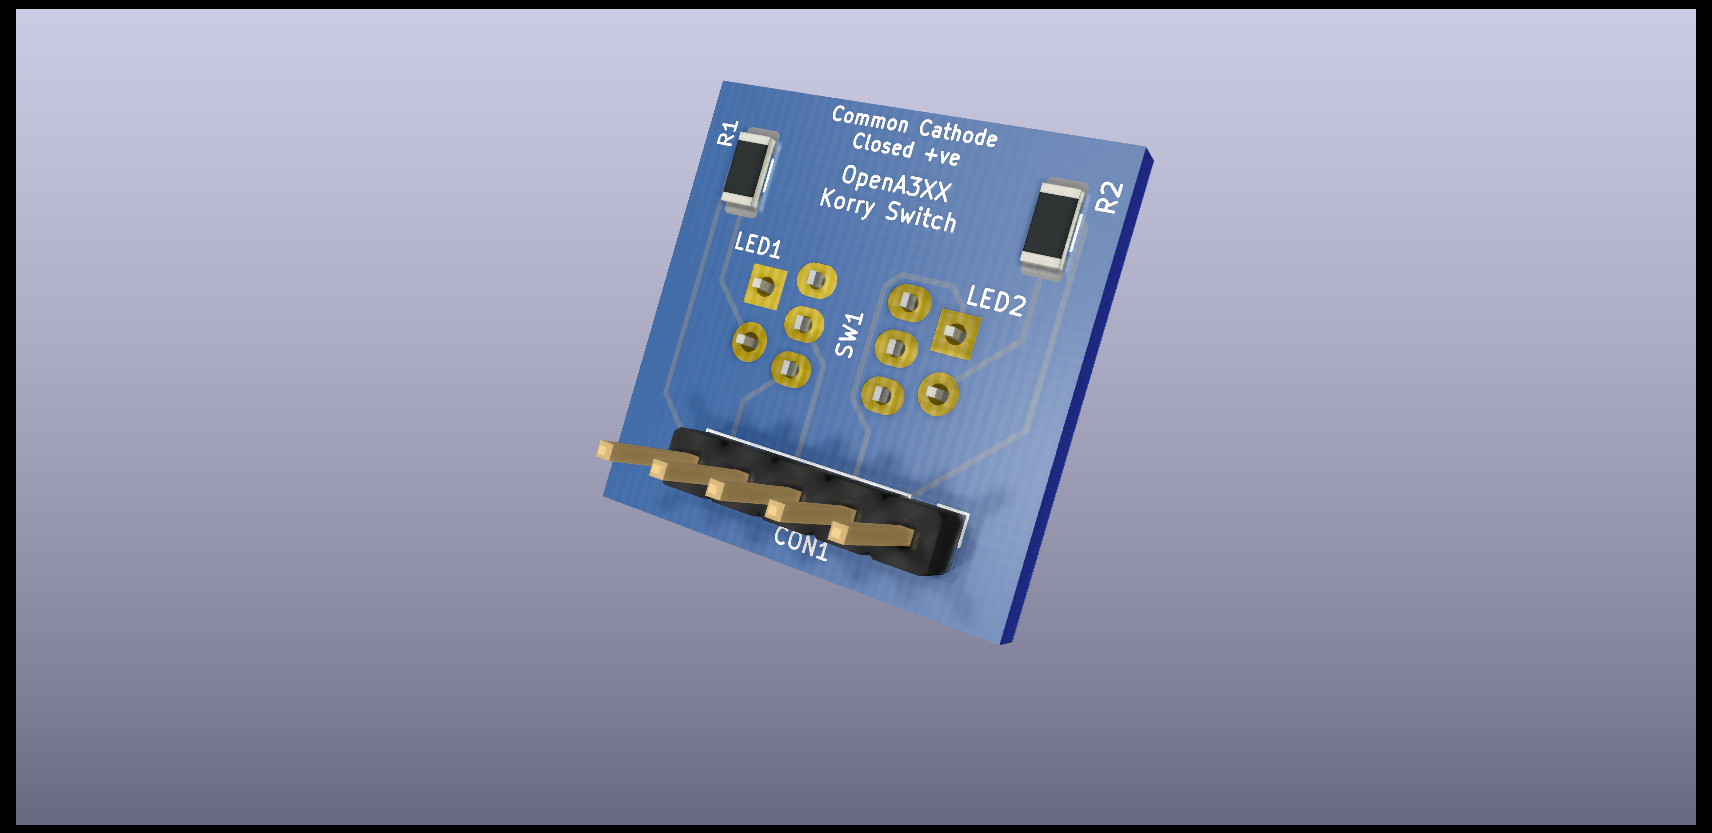 Common Cathode
Closed +ve
OpenA3XX
Korry Switch
R1
R2
LED1
LED2
SW1
CON1